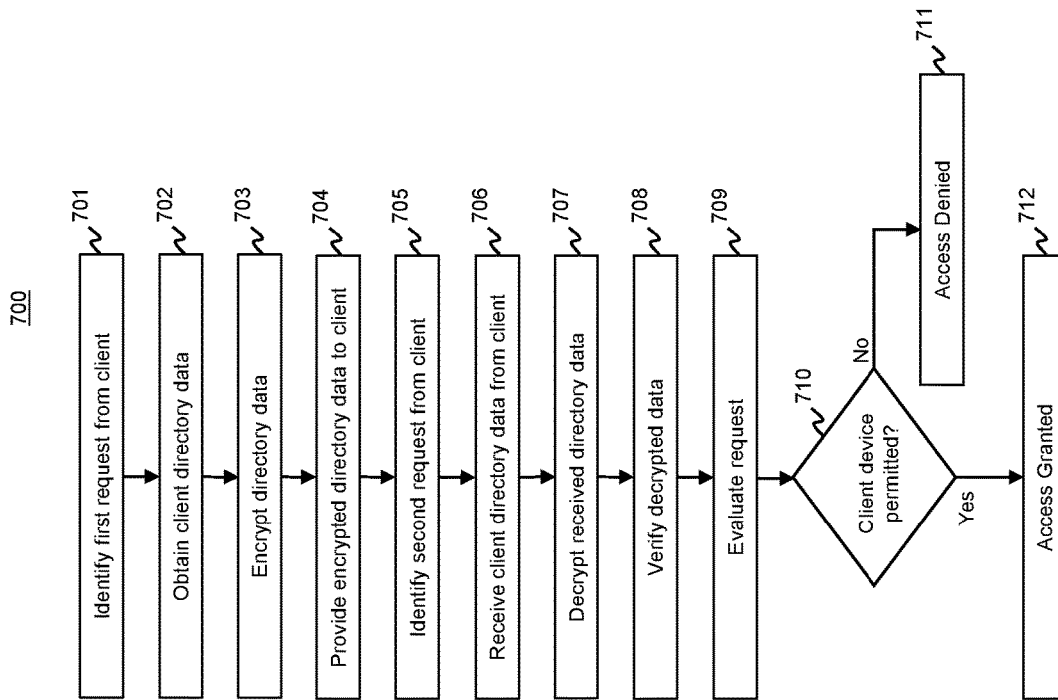 700
Identify first request from client
701
Obtain client directory data
702
Encrypt directory data
703
Provide encrypted directory data to client
704
Identify second request from client
705
Receive client directory data from client
706
Decrypt received directory data
707
Verify decrypted data
708
Evaluate request
709
710
Client device
permitted?
No
Yes
Access Denied
711
Access Granted
712